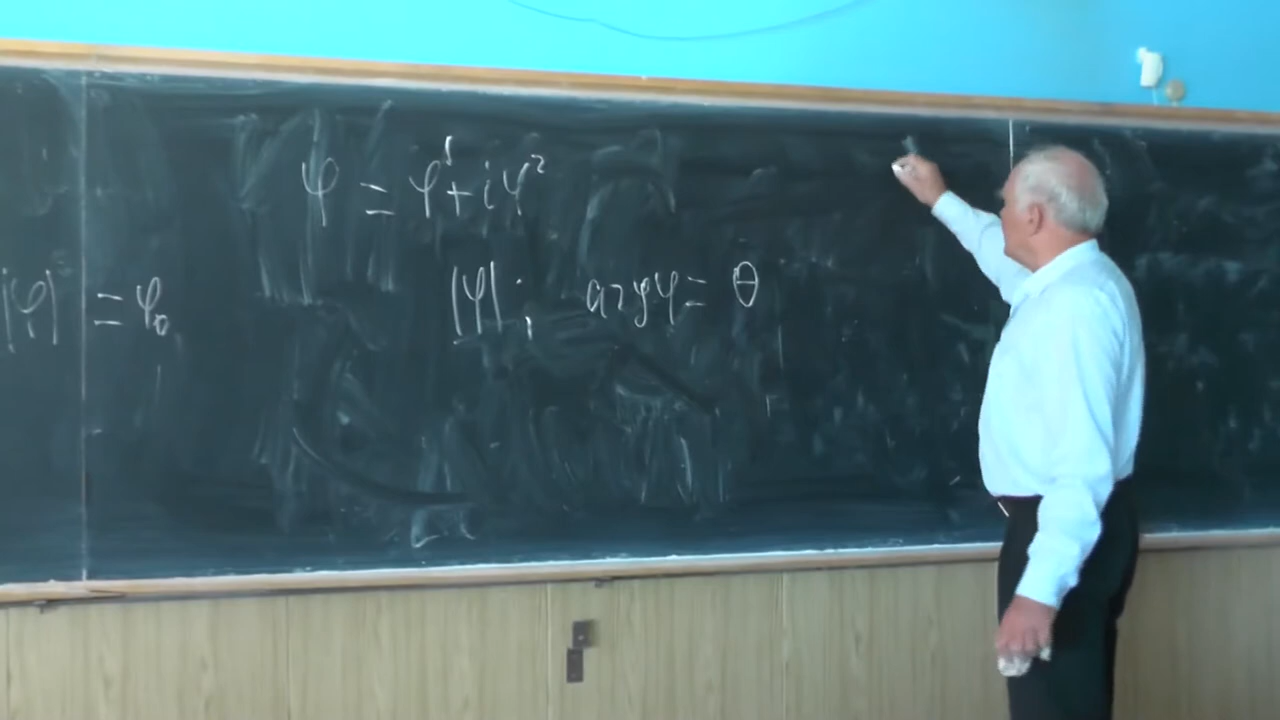 φ = φ¹ + iφ²
|φ| = φ₀
|φ| ; arg φ = θ